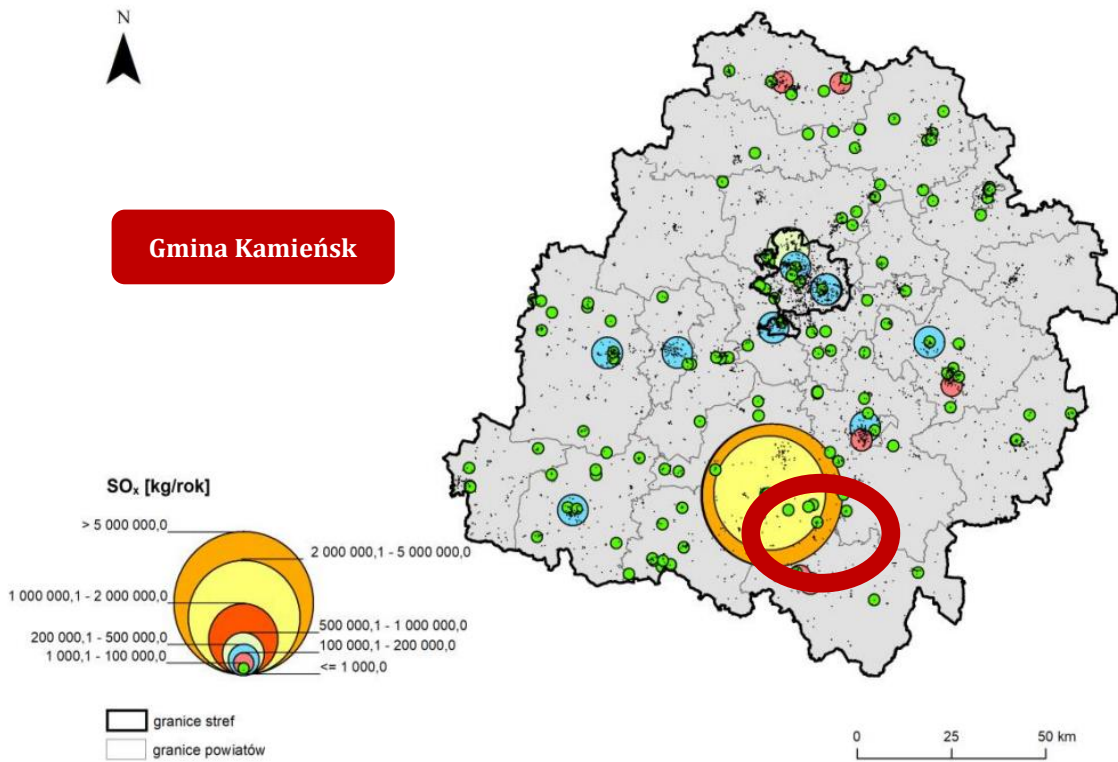 N
Gmina Kamieńsk
SOₓ [kg/rok]
> 5 000 000,0
2 000 000,1 - 5 000 000,0
1 000 000,1 - 2 000 000,0
500 000,1 - 1 000 000,0
200 000,1 - 500 000,0
100 000,1 - 200 000,0
1 000,1 - 100 000,0
<= 1 000,0
granice stref
granice powiatów
0 25 50 km